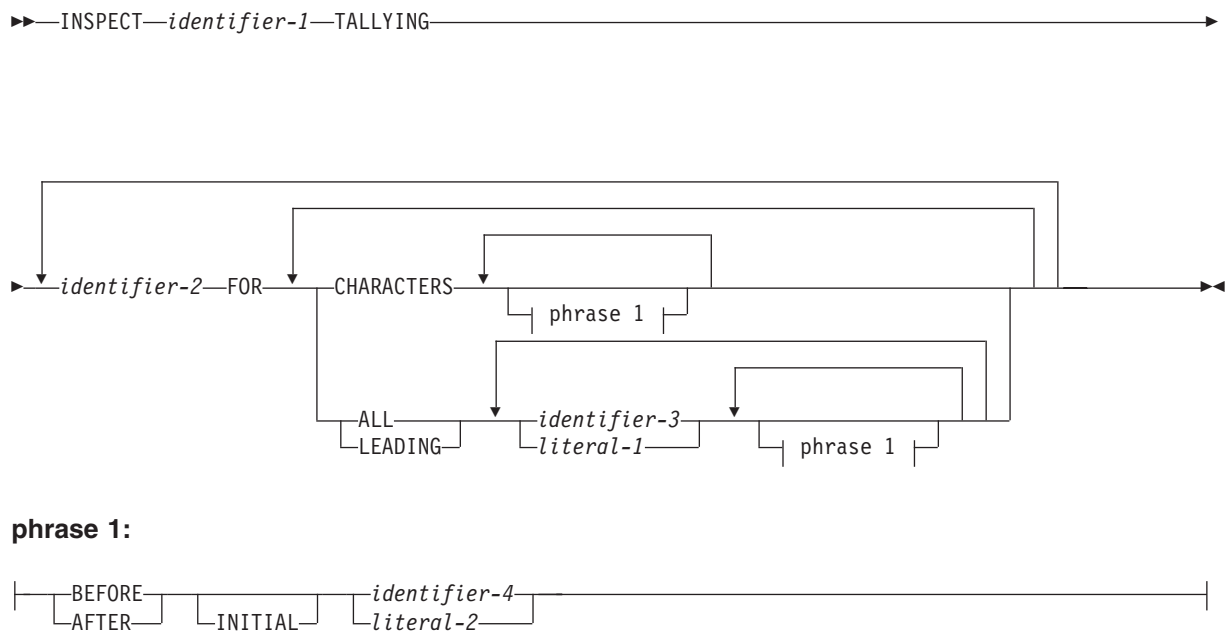 INSPECT identifier-1 TALLYING
identifier-2 FOR CHARACTERS
phrase 1
ALL identifier-3
LEADING literal-1 phrase 1
phrase 1:
BEFORE identifier-4
AFTER INITIAL literal-2